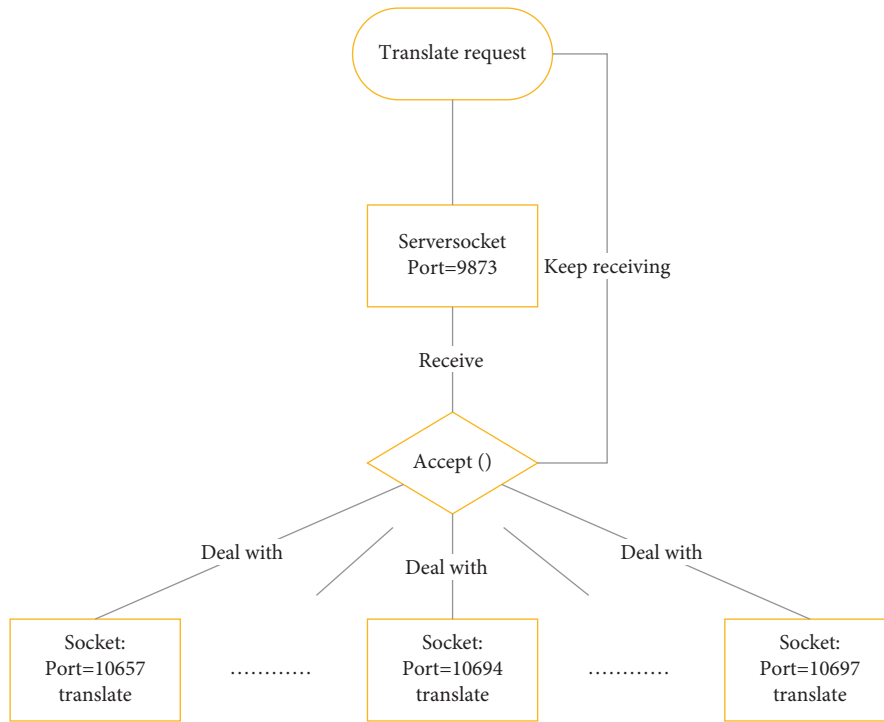 Translate request
Serversocket
Port=9873
Keep receiving
Receive
Accept ()
Deal with
Deal with
Deal with
Socket:
Port=10657
translate
............
Socket:
Port=10694
translate
............
Socket:
Port=10697
translate